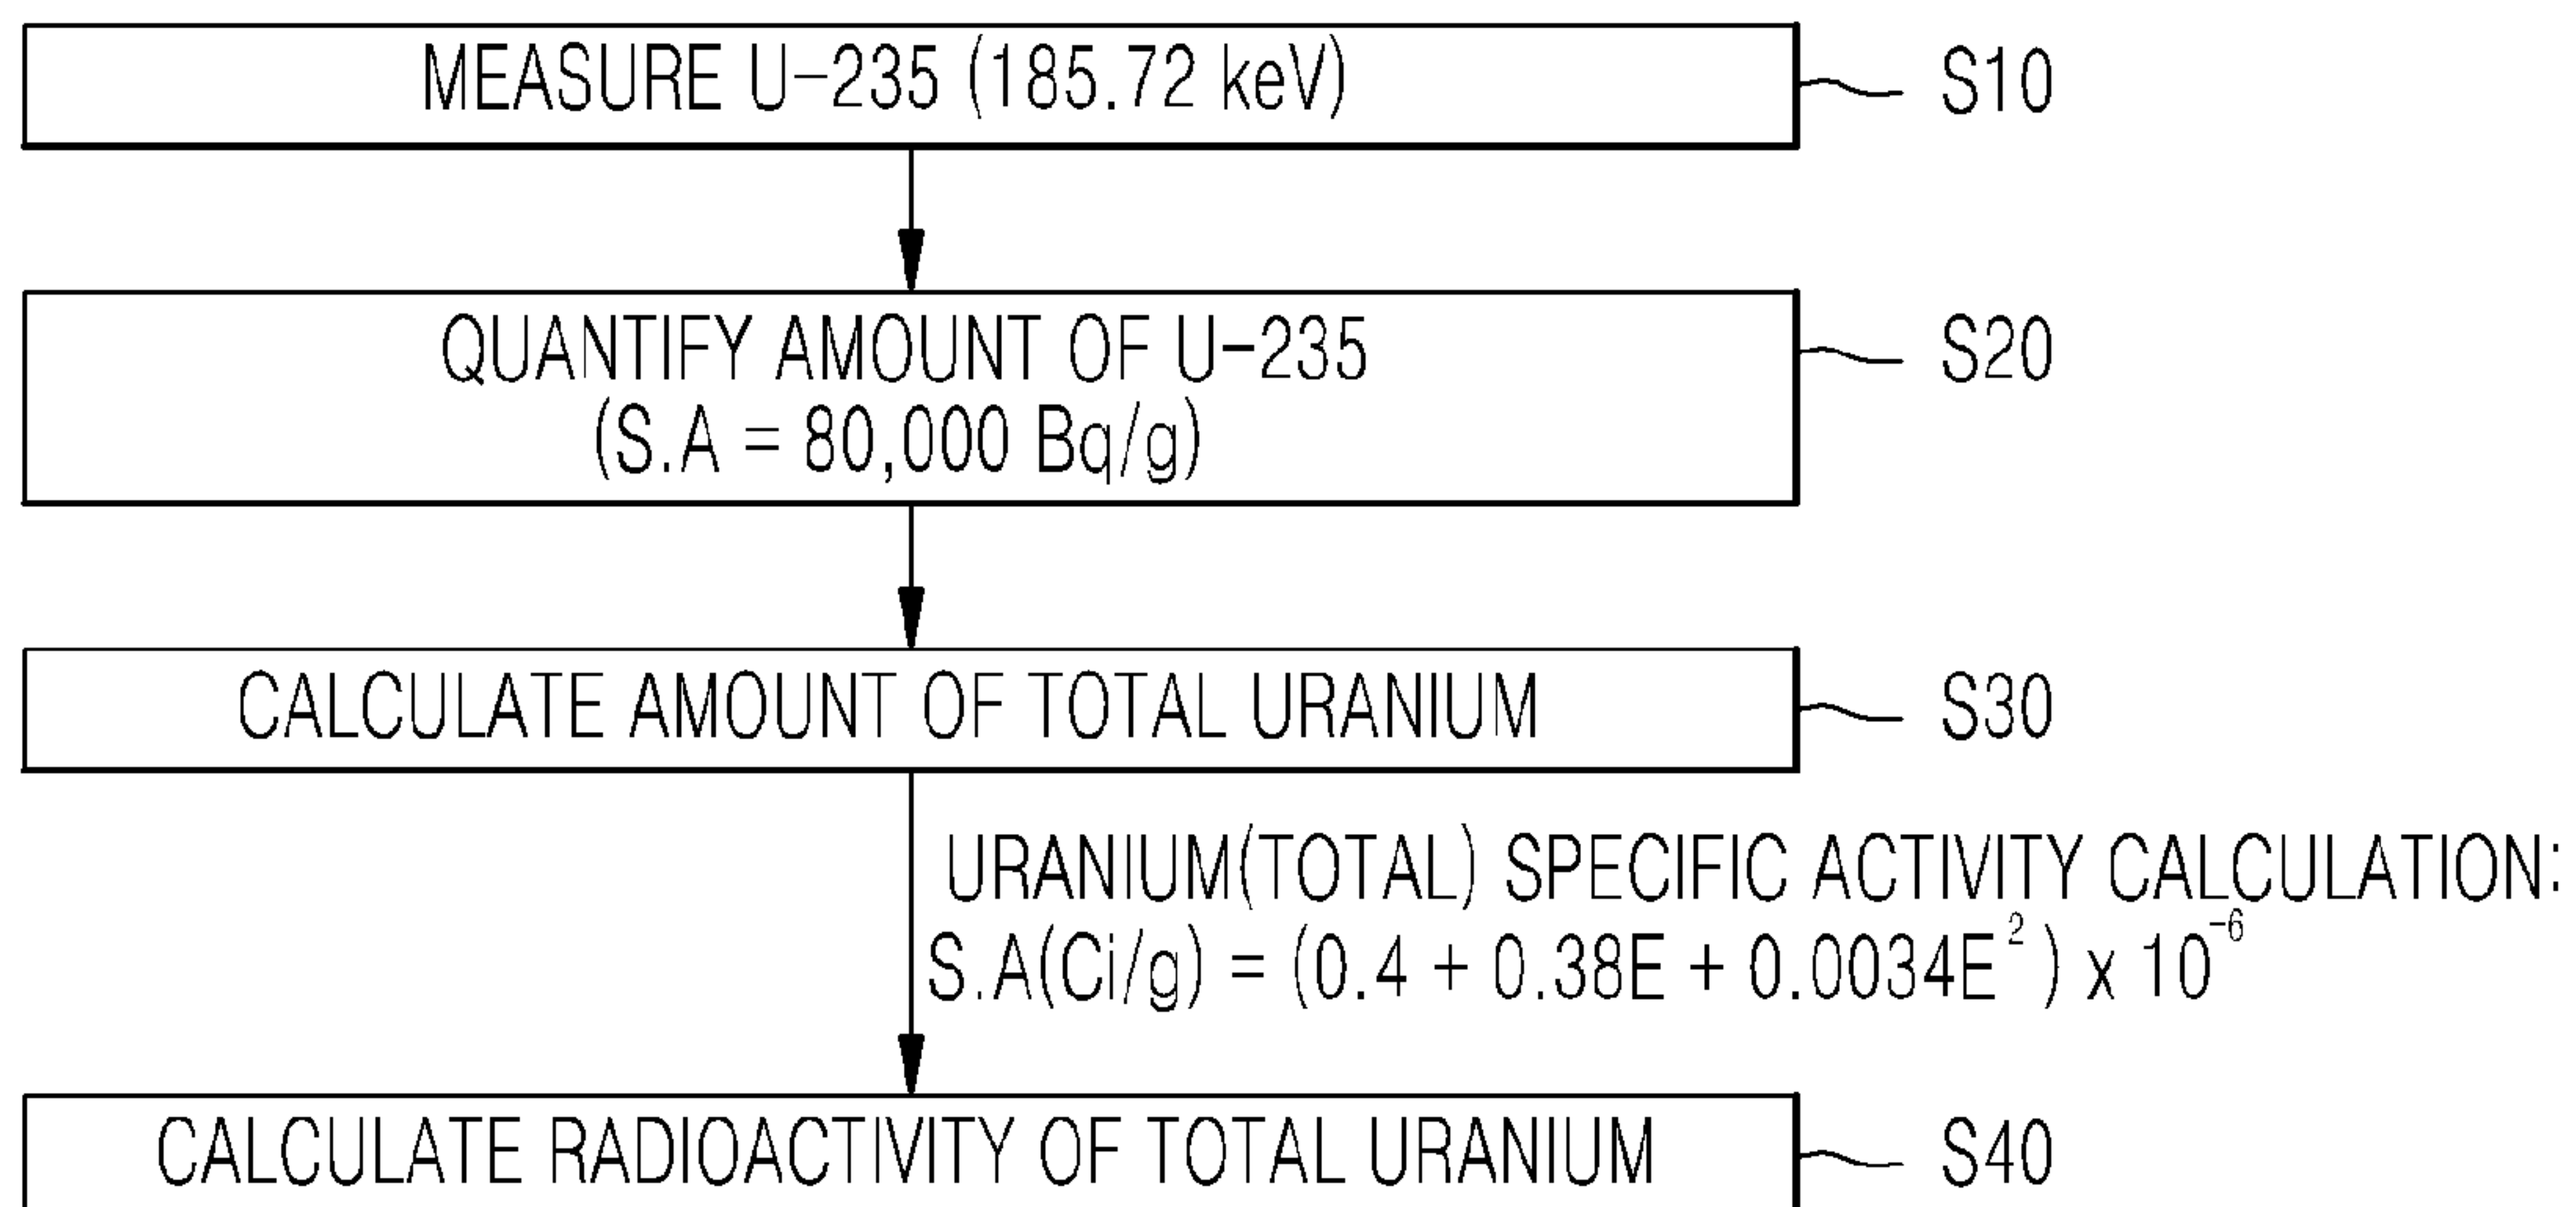 MEASURE U-235 (185.72 keV)
S10
QUANTIFY AMOUNT OF U-235
(S.A = 80,000 Bq/g)
S20
CALCULATE AMOUNT OF TOTAL URANIUM
S30
URANIUM(TOTAL) SPECIFIC ACTIVITY CALCULATION:
S.A(Ci/g) = (0.4 + 0.38E + 0.0034E²) x 10⁻⁶
CALCULATE RADIOACTIVITY OF TOTAL URANIUM
S40